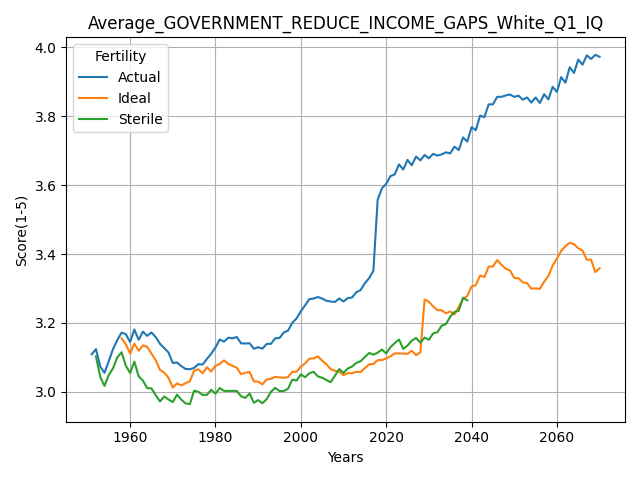 Average_GOVERNMENT_REDUCE_INCOME_GAPS_White_Q1_IQ
Fertility
Actual
Ideal
Sterile
Score(1-5)
4.0
3.8
3.6
3.4
3.2
3.0
1960 1980 2000 2020 2040 2060
Years